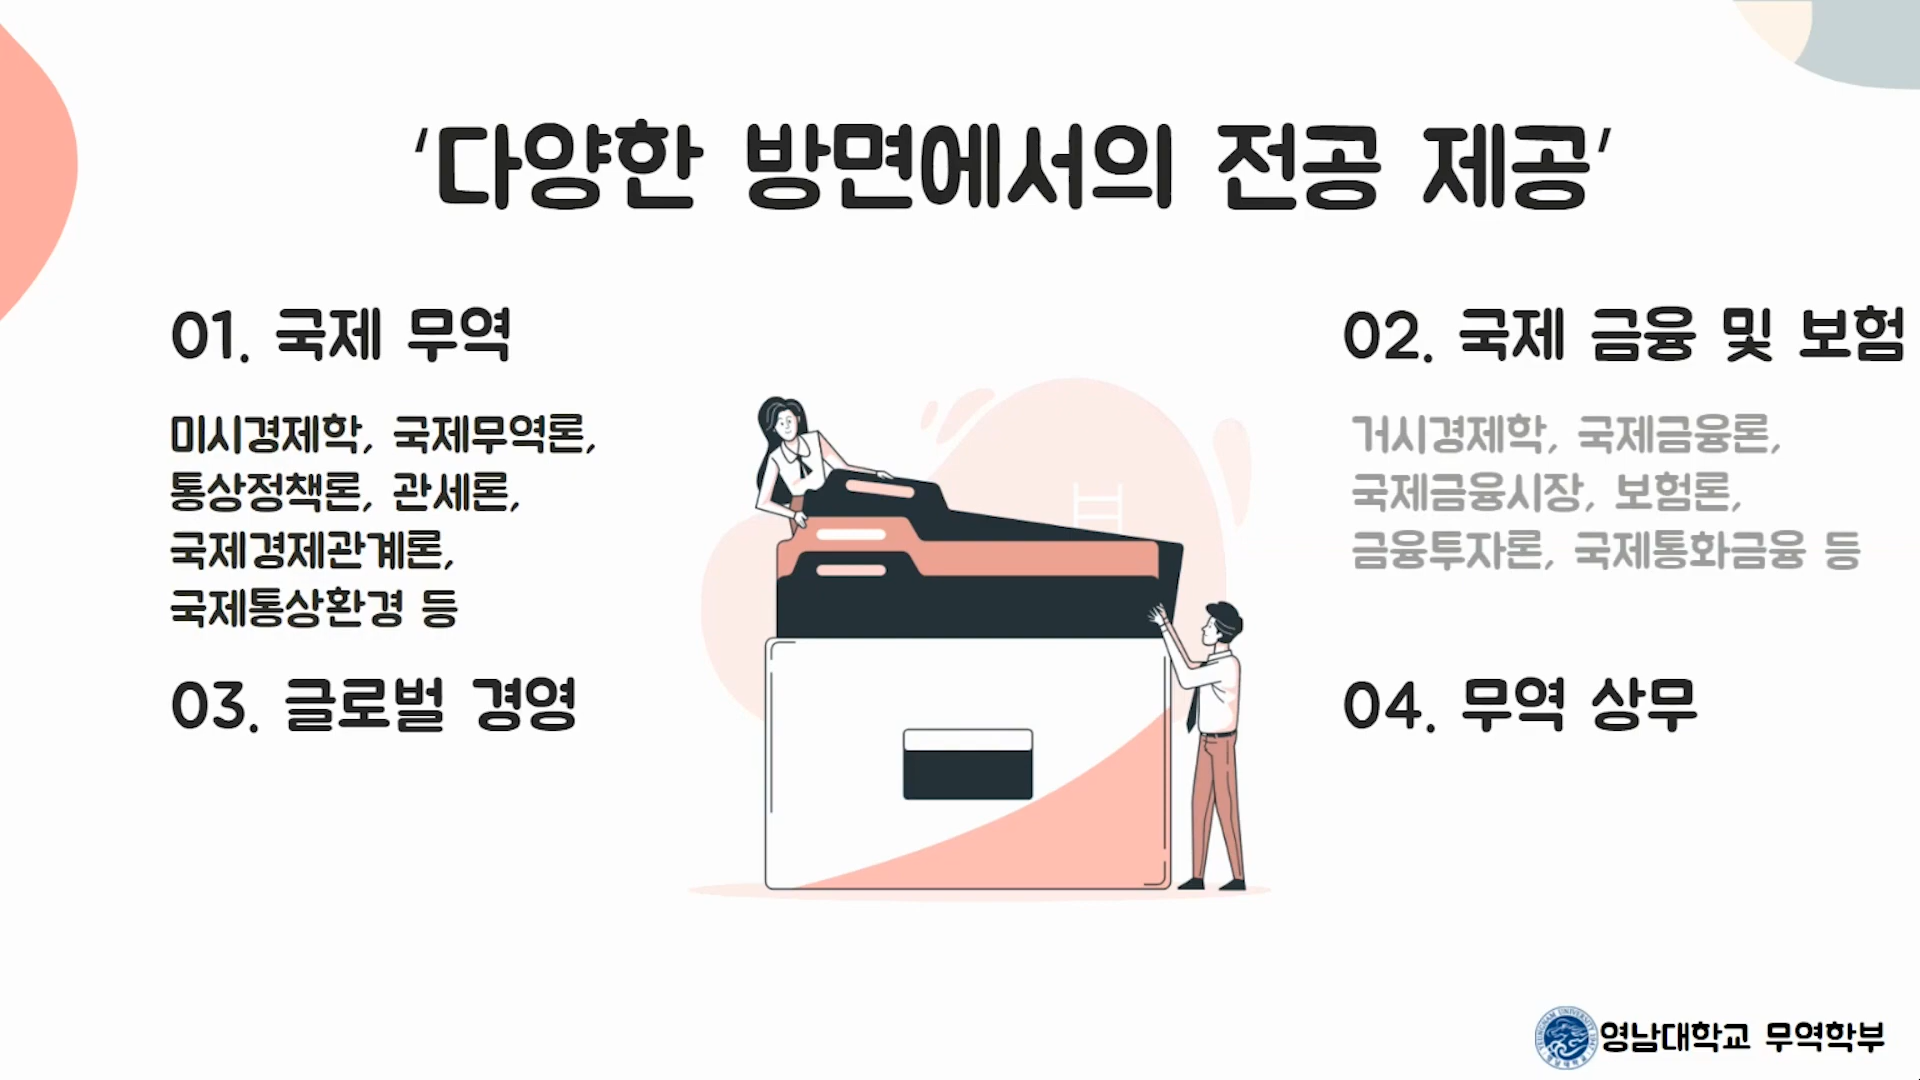 ‘다양한 방면에서의 전공 제공’
01. 국제 무역
미시경제학, 국제무역론,
통상정책론, 관세론,
국제경제관계론,
국제통상환경 등
02. 국제 금융 및 보험
거시경제학, 국제금융론,
국제금융시장, 보험론,
금융투자론, 국제통화금융 등
03. 글로벌 경영
04. 무역 상무
영남대학교 무역학부